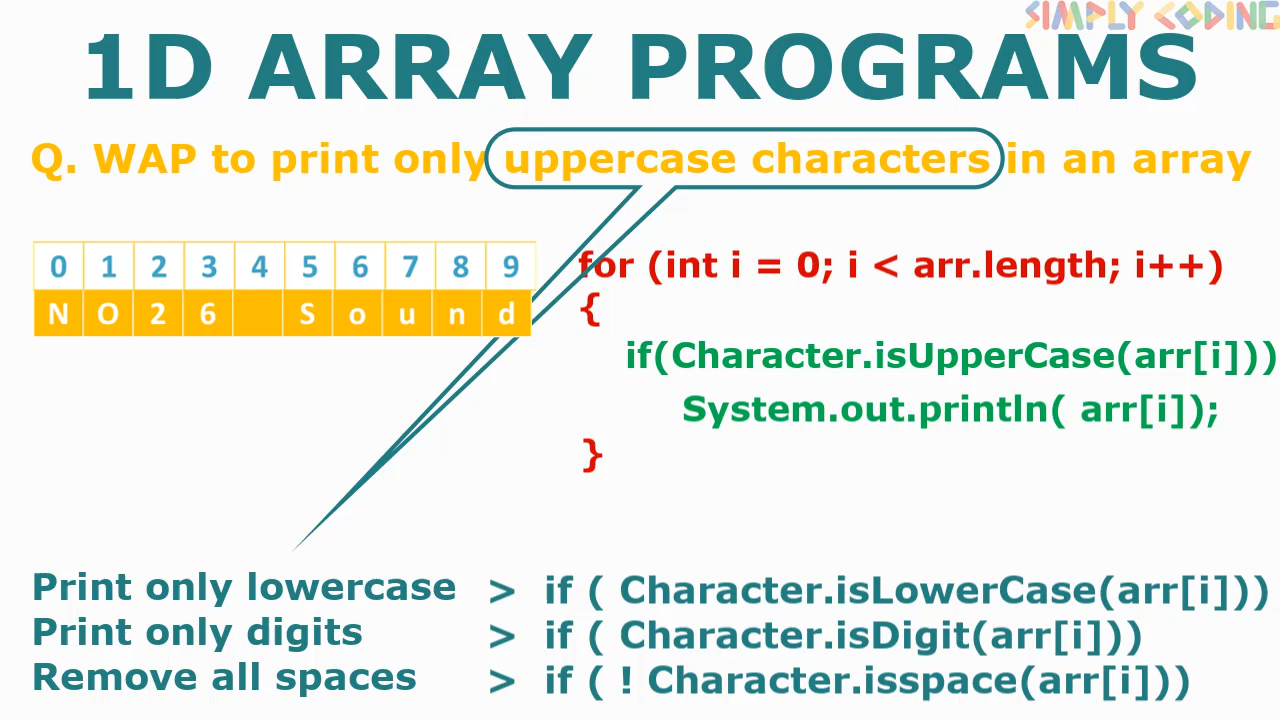 SIMPLY CODING
1D ARRAY PROGRAMS
Q. WAP to print only uppercase characters in an array
0 1 2 3 4 5 6 7 8 9
N O 2 6 S o u n d
for (int i = 0; i < arr.length; i++)
{
if(Character.isUpperCase(arr[i]))
System.out.println( arr[i]);
}
Print only lowercase > if ( Character.isLowerCase(arr[i]))
Print only digits > if ( Character.isDigit(arr[i]))
Remove all spaces > if ( ! Character.isspace(arr[i]))